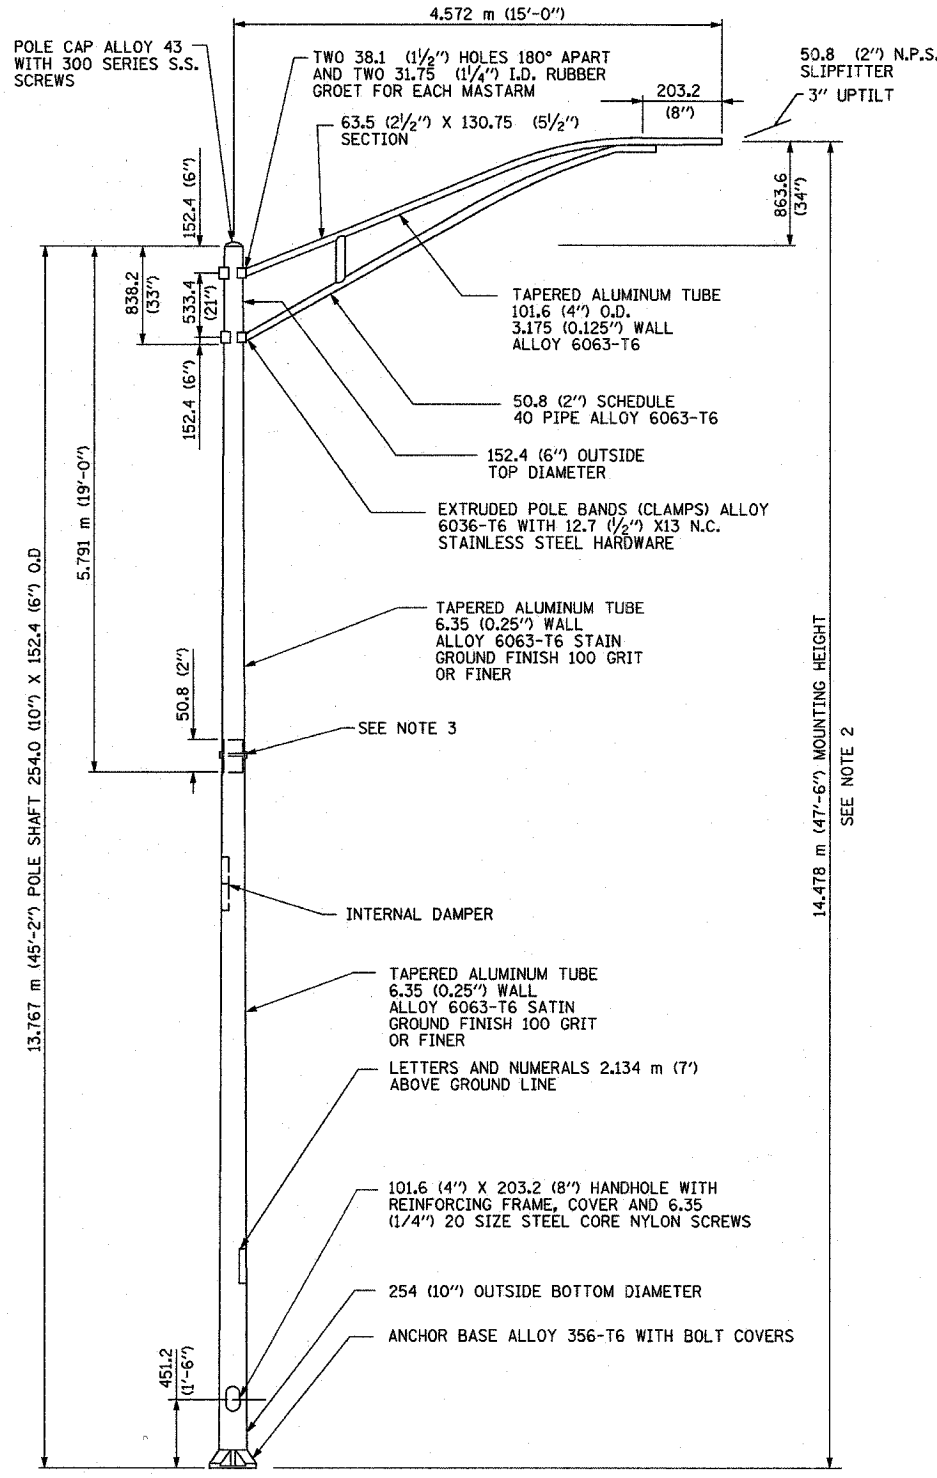 4.572 m (15'-0")
POLE CAP ALLOY 43
WITH 300 SERIES S.S.
SCREWS
TWO 38.1 (1½") HOLES 180° APART
AND TWO 31.75 (1¼") I.D. RUBBER
GROET FOR EACH MASTARM
50.8 (2") N.P.S.
SLIPFITTER
3" UPTILT
203.2
(8")
63.5 (2½") X 130.75 (5½")
SECTION
152.4 (6")
863.6
(34")
838.2
(33")
533.4
(21")
152.4 (6")
TAPERED ALUMINUM TUBE
101.6 (4") O.D.
3.175 (0.125") WALL
ALLOY 6063-T6
50.8 (2") SCHEDULE
40 PIPE ALLOY 6063-T6
152.4 (6") OUTSIDE
TOP DIAMETER
EXTRUDED POLE BANDS (CLAMPS) ALLOY
6036-T6 WITH 12.7 (½") X13 N.C.
STAINLESS STEEL HARDWARE
5.791 m (19'-0")
13.767 m (45'-2") POLE SHAFT 254.0 (10") X 152.4 (6") O.D
TAPERED ALUMINUM TUBE
6.35 (0.25") WALL
ALLOY 6063-T6 STAIN
GROUND FINISH 100 GRIT
OR FINER
50.8 (2")
SEE NOTE 3
14.478 m (47'-6") MOUNTING HEIGHT
SEE NOTE 2
INTERNAL DAMPER
TAPERED ALUMINUM TUBE
6.35 (0.25") WALL
ALLOY 6063-T6 SATIN
GROUND FINISH 100 GRIT
OR FINER
LETTERS AND NUMERALS 2.134 m (7')
ABOVE GROUND LINE
101.6 (4") X 203.2 (8") HANDHOLE WITH
REINFORCING FRAME, COVER AND 6.35
(1/4") 20 SIZE STEEL CORE NYLON SCREWS
254 (10") OUTSIDE BOTTOM DIAMETER
ANCHOR BASE ALLOY 356-T6 WITH BOLT COVERS
451.2
(1'-6")